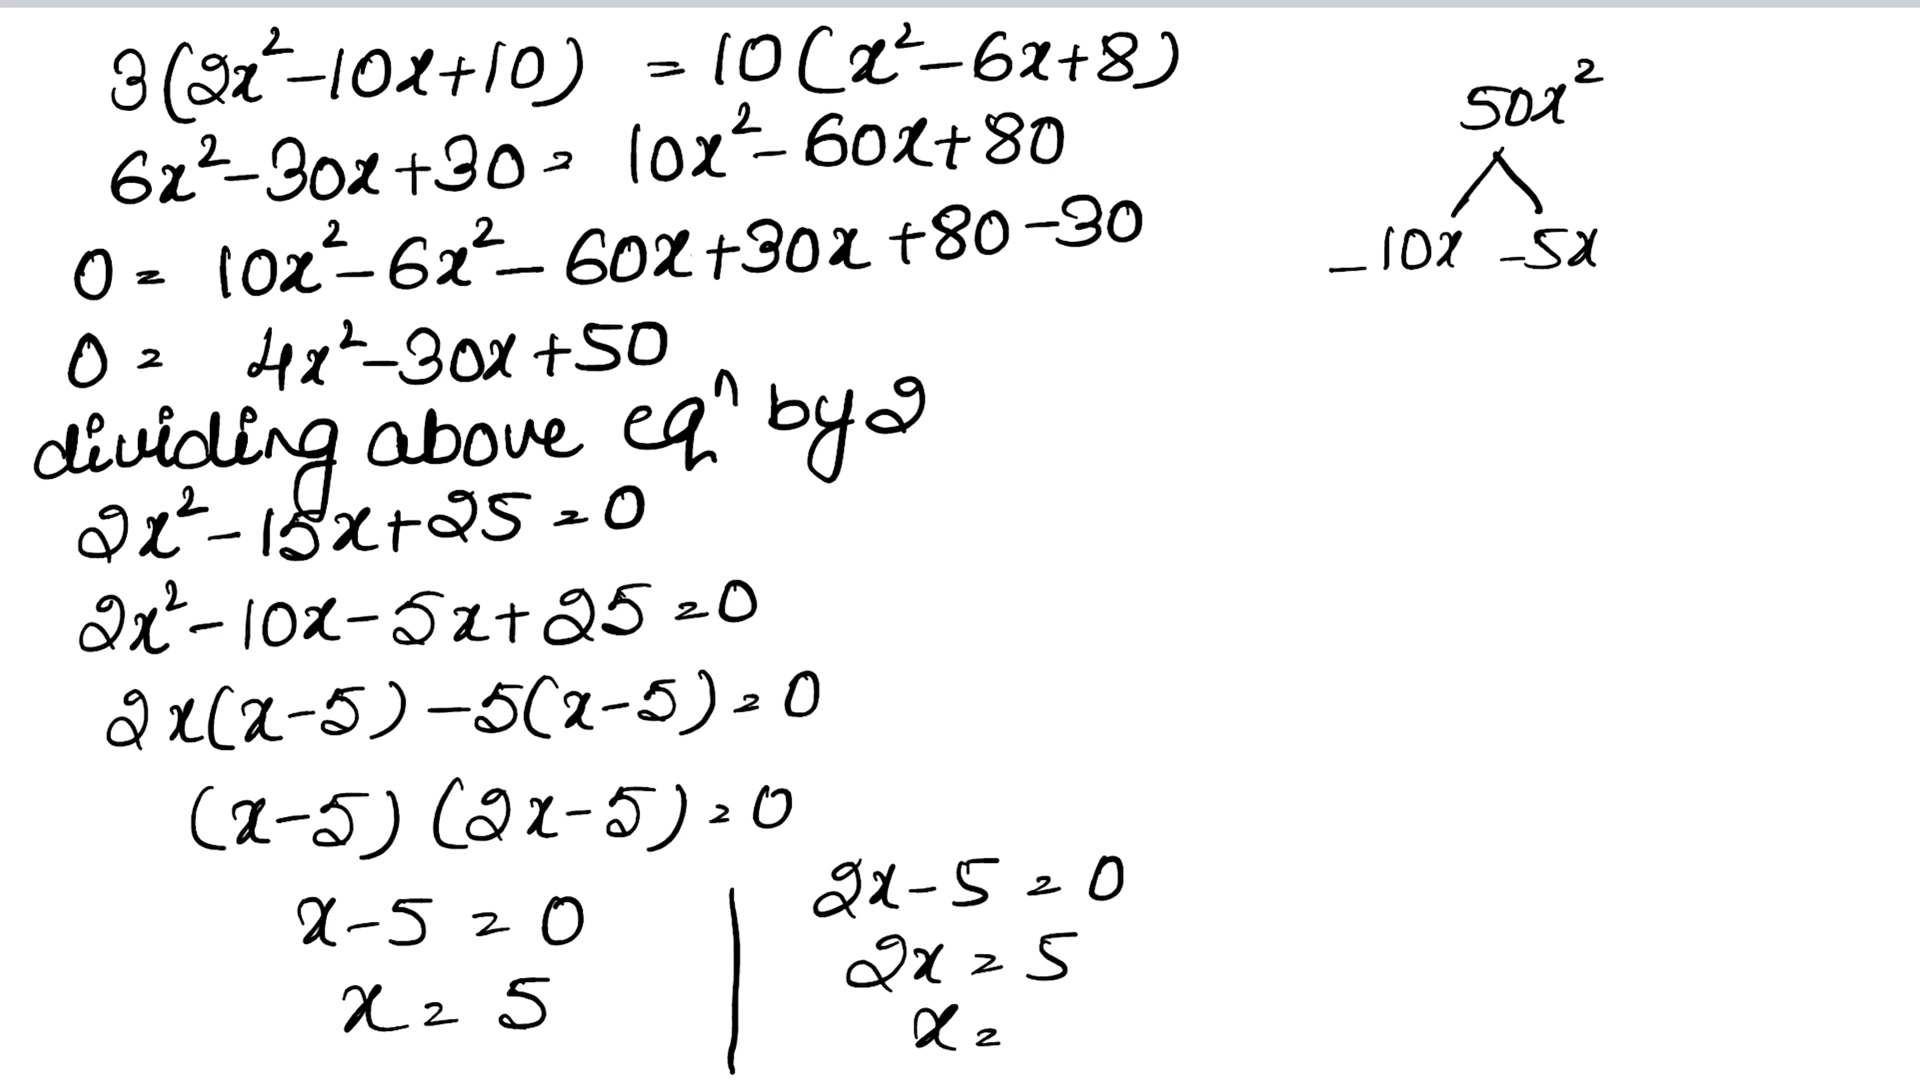 3(2x²-10x+10) = 10(x²-6x+8)
6x²-30x+30 = 10x²-60x+80
0 = 10x²-6x²-60x+30x+80-30
0 = 4x²-30x+50
dividing above eqⁿ by 2
2x²-15x+25=0
2x²-10x-5x+25=0
2x(x-5)-5(x-5)=0
(x-5)(2x-5)=0
x-5=0
x=5
2x-5=0
2x=5
x=
50x²
-10x -5x